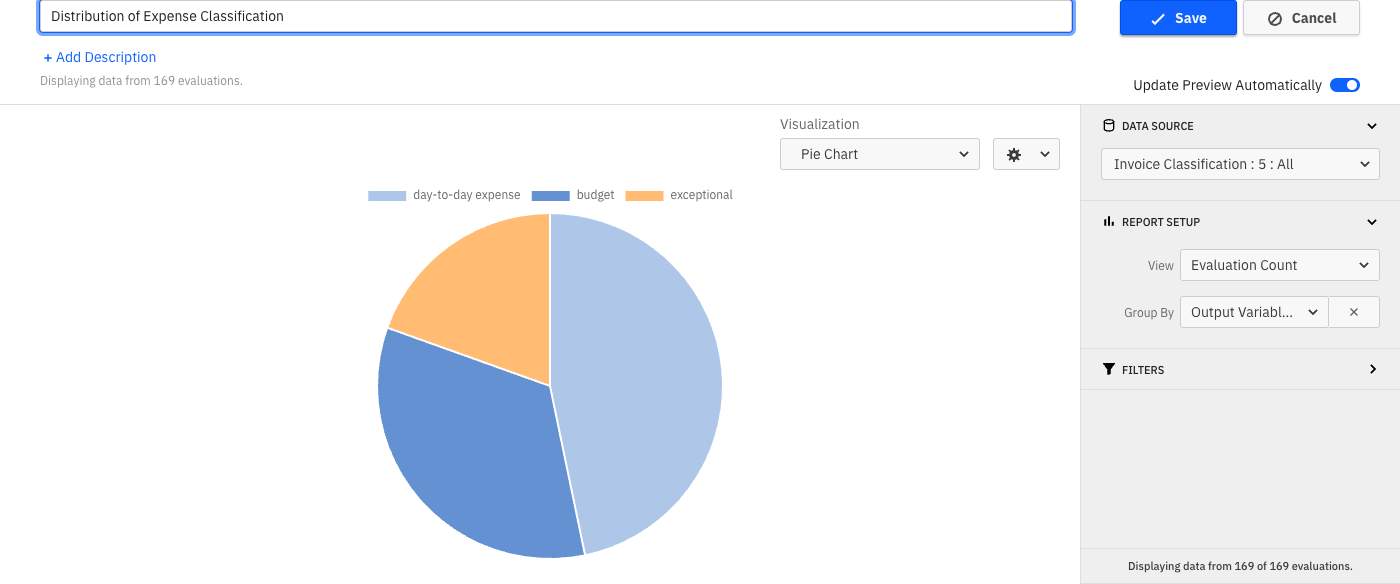 Distribution of Expense Classification
Save
Cancel
+ Add Description
Displaying data from 169 evaluations.
Update Preview Automatically
Visualization
Pie Chart
day-to-day expense
budget
exceptional
DATA SOURCE
Invoice Classification : 5 : All
REPORT SETUP
View
Evaluation Count
Group By
Output Variabl...
FILTERS
Displaying data from 169 of 169 evaluations.